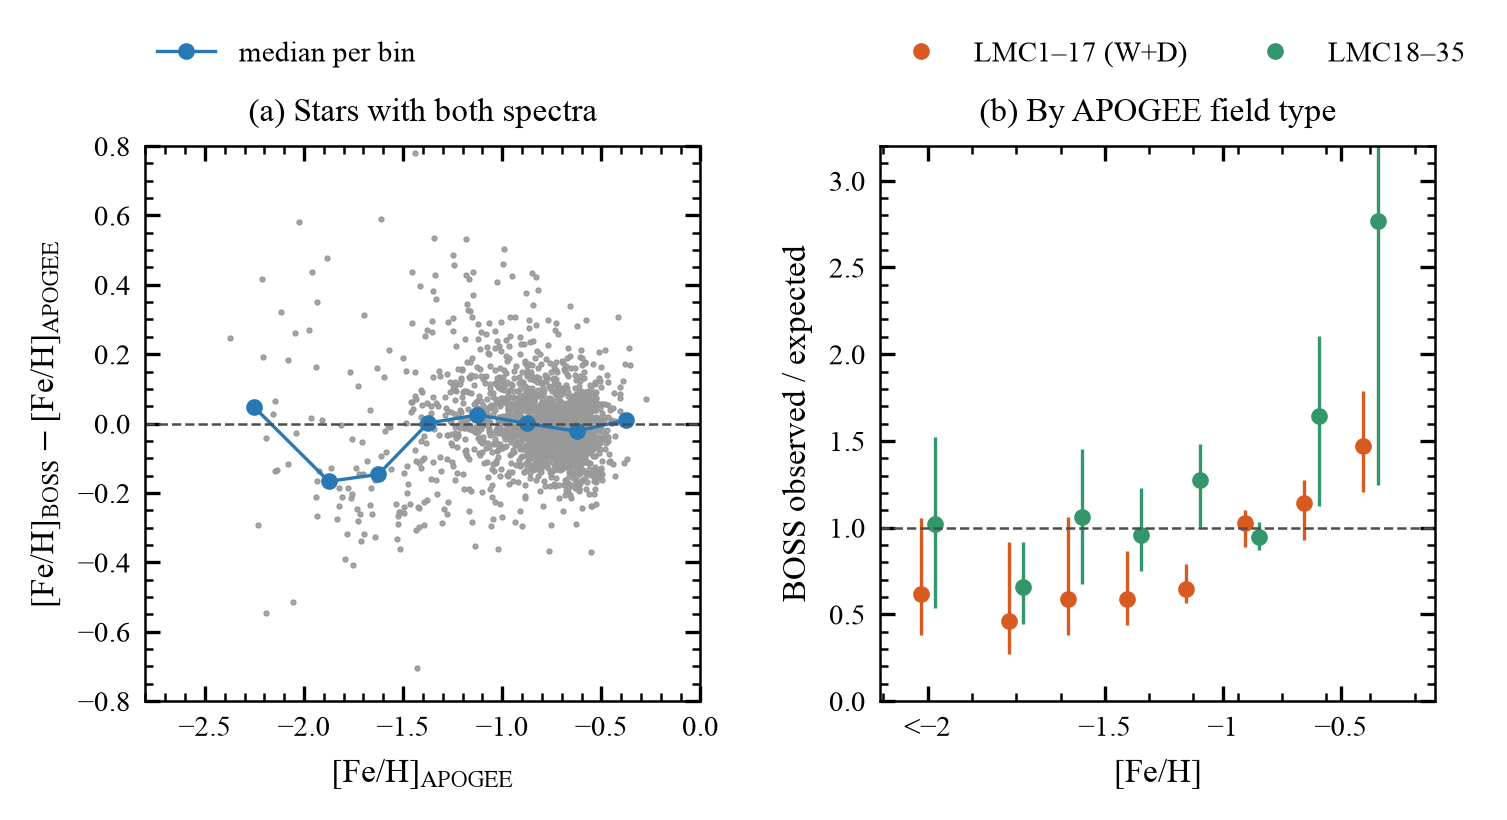 median per bin
LMC1–17 (W+D)
LMC18–35
(a) Stars with both spectra
(b) By APOGEE field type
0.8
0.6
0.4
0.2
0.0
−0.2
−0.4
−0.6
−0.8
[Fe/H]BOSS − [Fe/H]APOGEE
−2.5
−2.0
−1.5
−1.0
−0.5
0.0
[Fe/H]APOGEE
3.0
2.5
2.0
1.5
1.0
0.5
0.0
BOSS observed / expected
<−2
−1.5
−1
−0.5
[Fe/H]